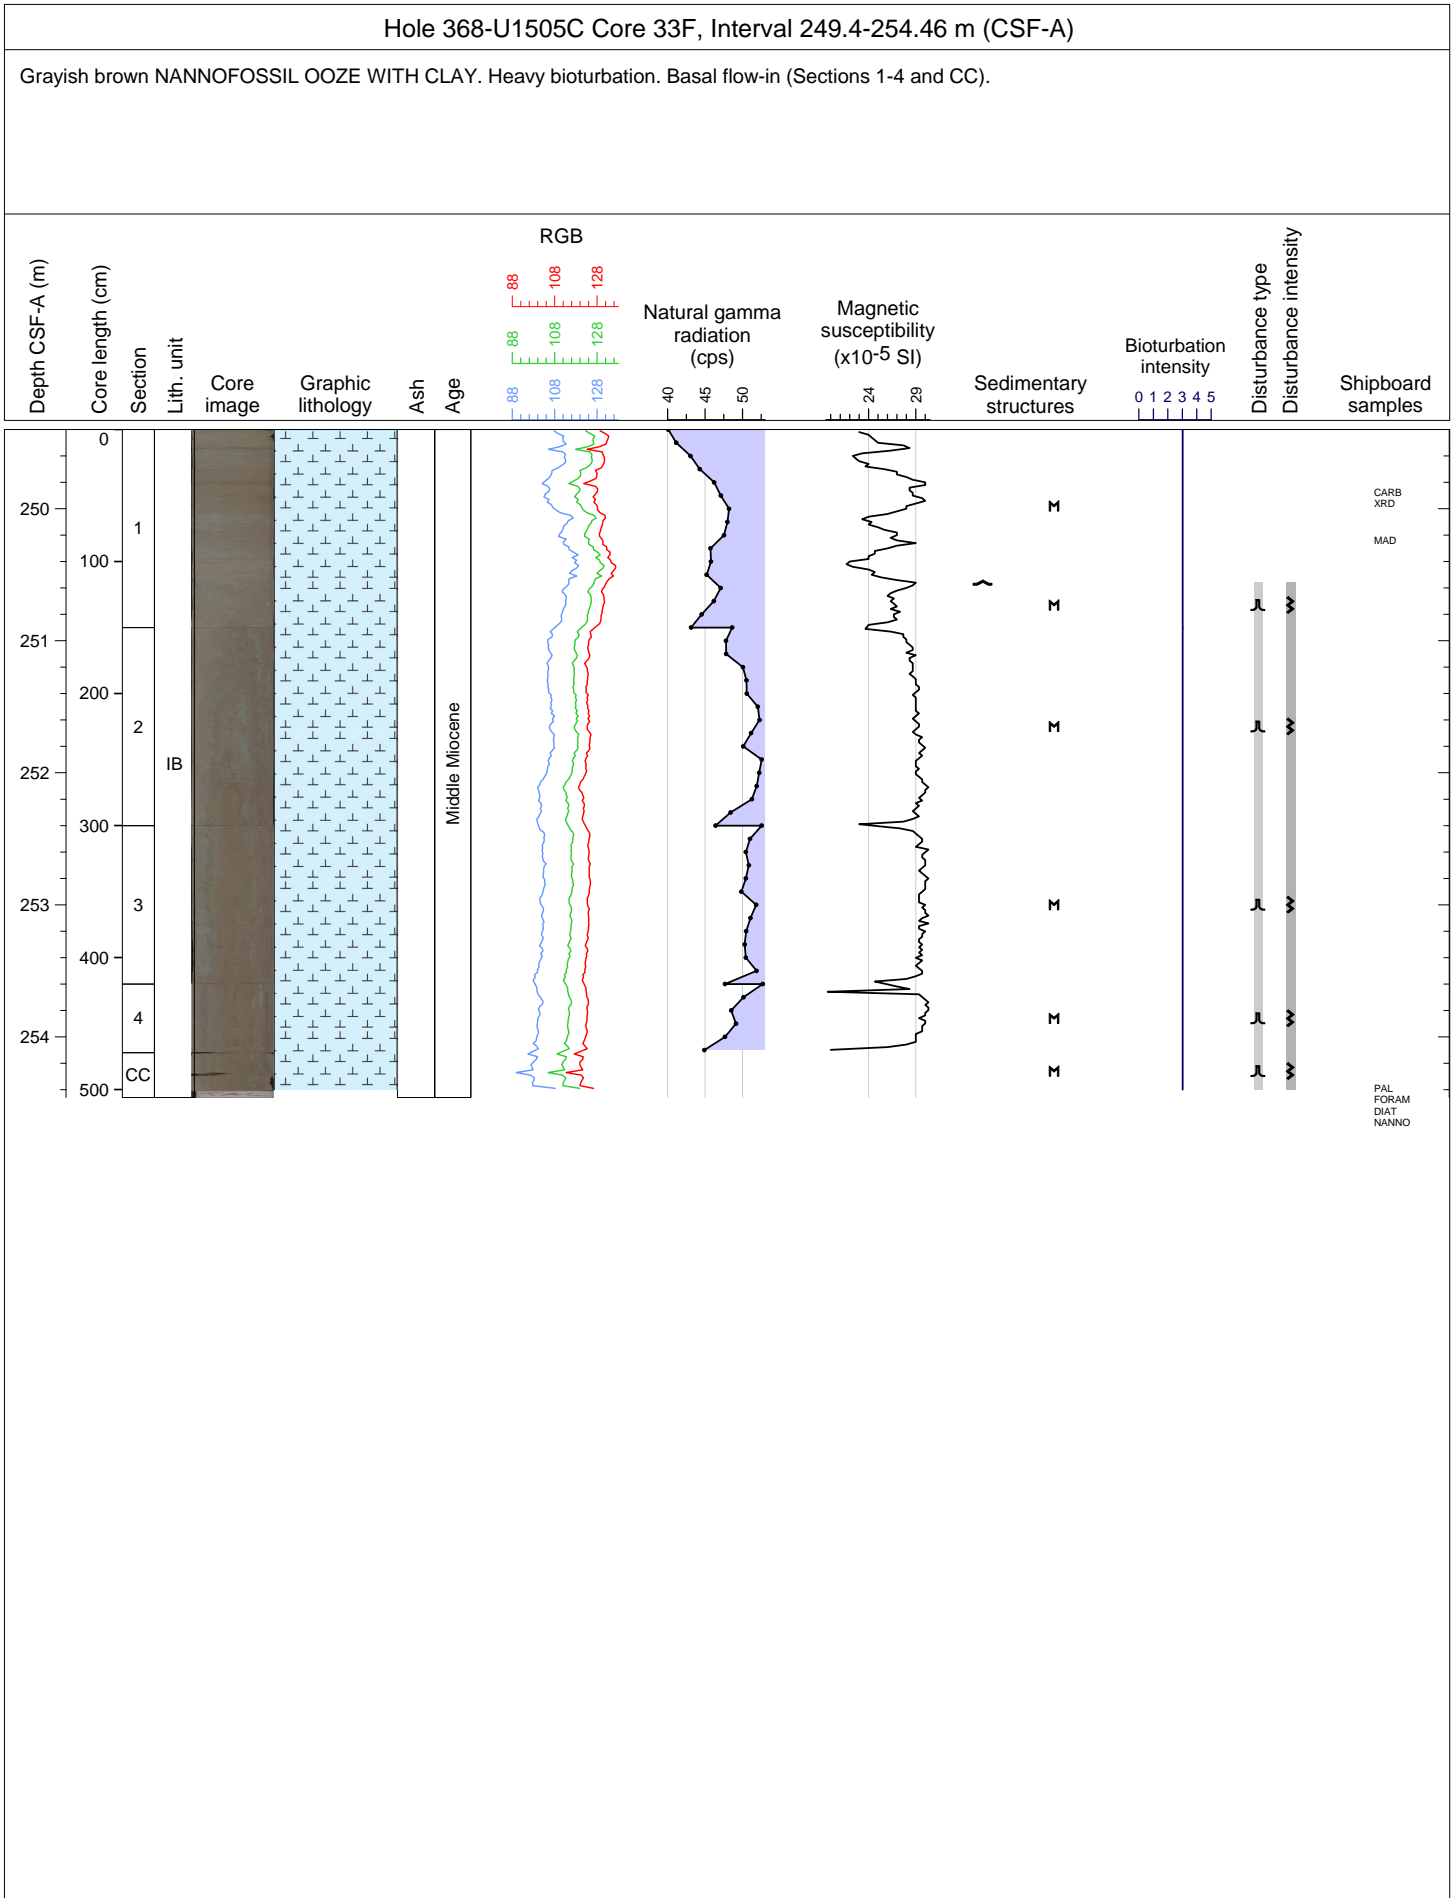 Hole 368-U1505C Core 33F, Interval 249.4-254.46 m (CSF-A)
Grayish brown NANNOFOSSIL OOZE WITH CLAY. Heavy bioturbation. Basal flow-in (Sections 1-4 and CC).
Depth CSF-A (m)
Core length (cm)
Section
Lith. unit
Core
image
Graphic
lithology
Ash
Age
RGB
88 108 128
88 108 128
88 108 128
Natural gamma
radiation
(cps)
40 45 50
Magnetic
susceptibility
(x10-5 SI)
24 29
Sedimentary
structures
Bioturbation
intensity
0 1 2 3 4 5
Disturbance type
Disturbance intensity
Shipboard
samples
250
251
252
253
254
0
100
200
300
400
500
1
2
3
4
CC
IB
Middle Miocene
CARB
XRD
MAD
PAL
FORAM
DIAT
NANNO